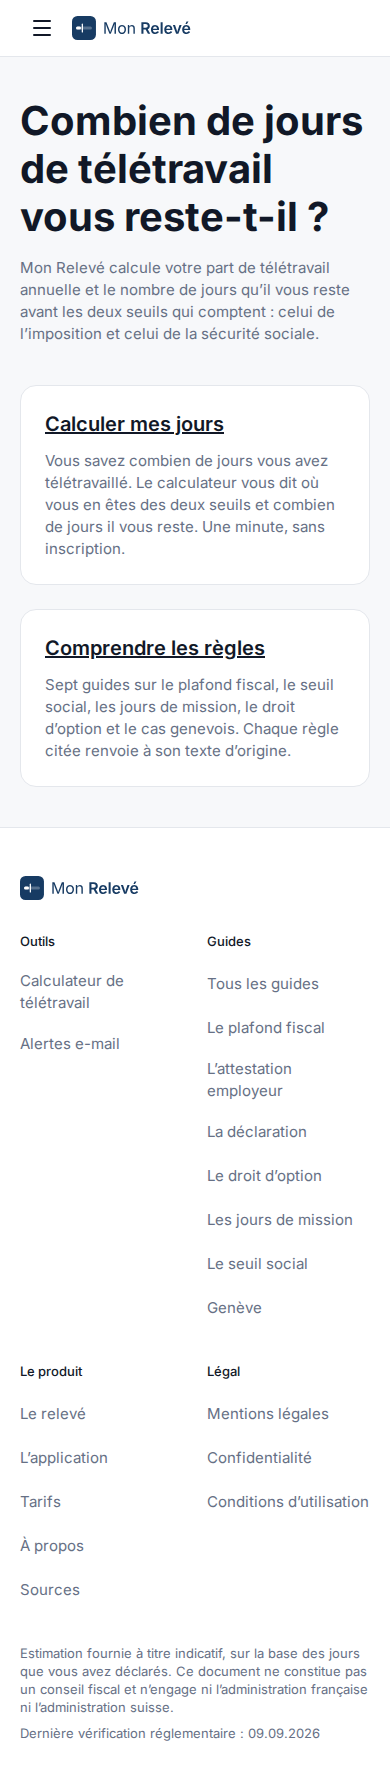 Mon Relevé
Combien de jours
de télétravail
vous reste-t-il ?
Mon Relevé calcule votre part de télétravail
annuelle et le nombre de jours qu’il vous reste
avant les deux seuils qui comptent : celui de
l’imposition et celui de la sécurité sociale.
Calculer mes jours
Vous savez combien de jours vous avez
télétravaillé. Le calculateur vous dit où
vous en êtes des deux seuils et combien
de jours il vous reste. Une minute, sans
inscription.
Comprendre les règles
Sept guides sur le plafond fiscal, le seuil
social, les jours de mission, le droit
d’option et le cas genevois. Chaque règle
citée renvoie à son texte d’origine.
Mon Relevé
Outils
Calculateur de
télétravail
Alertes e-mail
Guides
Tous les guides
Le plafond fiscal
L’attestation
employeur
La déclaration
Le droit d’option
Les jours de mission
Le seuil social
Genève
Le produit
Le relevé
L’application
Tarifs
À propos
Sources
Légal
Mentions légales
Confidentialité
Conditions d’utilisation
Estimation fournie à titre indicatif, sur la base des jours
que vous avez déclarés. Ce document ne constitue pas
un conseil fiscal et n’engage ni l’administration française
ni l’administration suisse.
Dernière vérification réglementaire : 09.09.2026